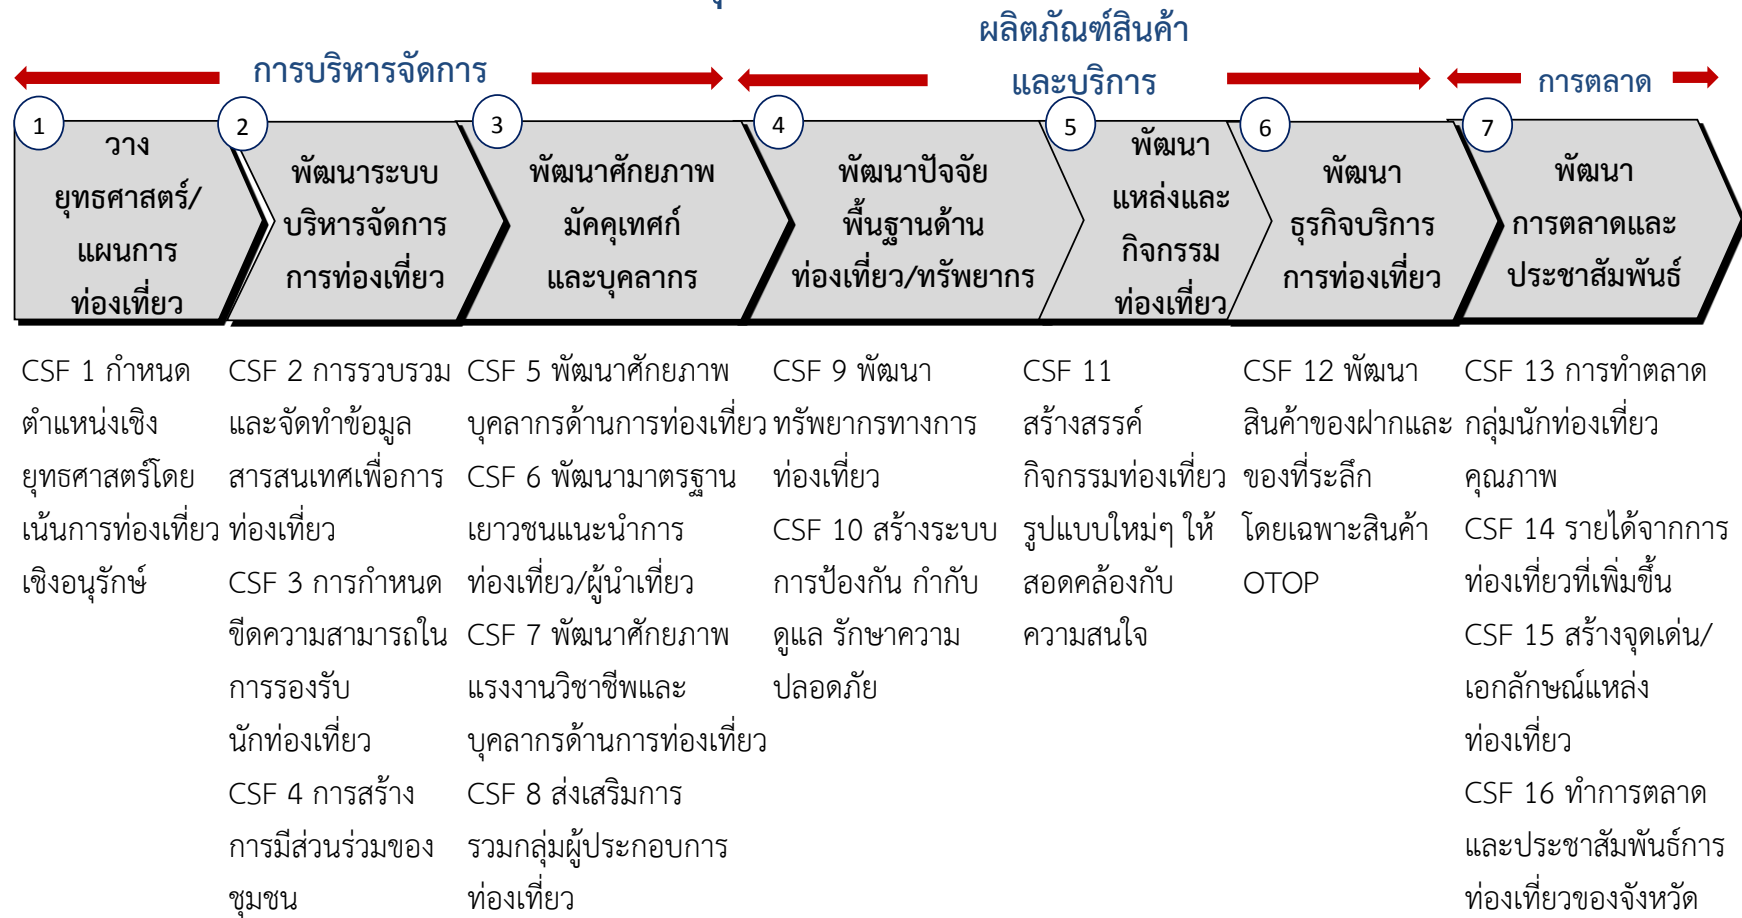 การบริหารจัดการ
ผลิตภัณฑ์สินค้า
และบริการ
การตลาด
1
วาง
ยุทธศาสตร์/
แผนการ
ท่องเที่ยว
2
พัฒนาระบบ
บริหารจัดการ
การท่องเที่ยว
3
พัฒนาศักยภาพ
มัคคุเทศก์
และบุคลากร
4
พัฒนาปัจจัย
พื้นฐานด้าน
ท่องเที่ยว/ทรัพยากร
5
พัฒนา
แหล่งและ
กิจกรรม
ท่องเที่ยว
6
พัฒนา
ธุรกิจบริการ
การท่องเที่ยว
7
พัฒนา
การตลาดและ
ประชาสัมพันธ์
CSF 1 กำหนด
ตำแหน่งเชิง
ยุทธศาสตร์โดย
เน้นการท่องเที่ยว
เชิงอนุรักษ์
CSF 2 การรวบรวม
และจัดทำข้อมูล
สารสนเทศเพื่อการ
ท่องเที่ยว
CSF 3 การกำหนด
ขีดความสามารถใน
การรองรับ
นักท่องเที่ยว
CSF 4 การสร้าง
การมีส่วนร่วมของ
ชุมชน
CSF 5 พัฒนาศักยภาพ
บุคลากรด้านการท่องเที่ยว
CSF 6 พัฒนามาตรฐาน
เยาวชนแนะนำการ
ท่องเที่ยว/ผู้นำเที่ยว
CSF 7 พัฒนาศักยภาพ
แรงงานวิชาชีพและ
บุคลากรด้านการท่องเที่ยว
CSF 8 ส่งเสริมการ
รวมกลุ่มผู้ประกอบการ
ท่องเที่ยว
CSF 9 พัฒนา
ทรัพยากรทางการ
ท่องเที่ยว
CSF 10 สร้างระบบ
การป้องกัน กำกับ
ดูแล รักษาความ
ปลอดภัย
CSF 11
สร้างสรรค์
กิจกรรมท่องเที่ยว
รูปแบบใหม่ๆ ให้
สอดคล้องกับ
ความสนใจ
CSF 12 พัฒนา
สินค้าของฝากและ
ของที่ระลึก
โดยเฉพาะสินค้า
OTOP
CSF 13 การทำตลาด
กลุ่มนักท่องเที่ยว
คุณภาพ
CSF 14 รายได้จากการ
ท่องเที่ยวที่เพิ่มขึ้น
CSF 15 สร้างจุดเด่น/
เอกลักษณ์แหล่ง
ท่องเที่ยว
CSF 16 ทำการตลาด
และประชาสัมพันธ์การ
ท่องเที่ยวของจังหวัด